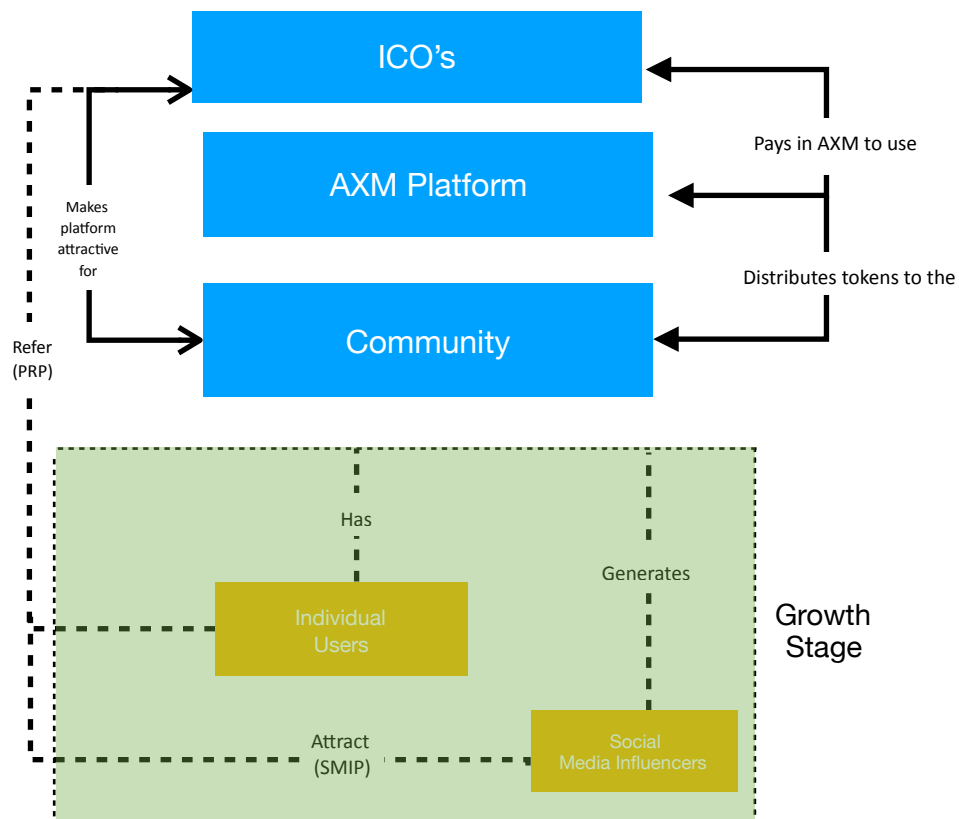 ICO's
Pays in AXM to use
AXM Platform
Makes
platform
attractive
for
Distributes tokens to the
Community
Refer
(PRP)
Has
Generates
Individual
Users
Growth
Stage
Attract
(SMIP)
Social
Media Influencers